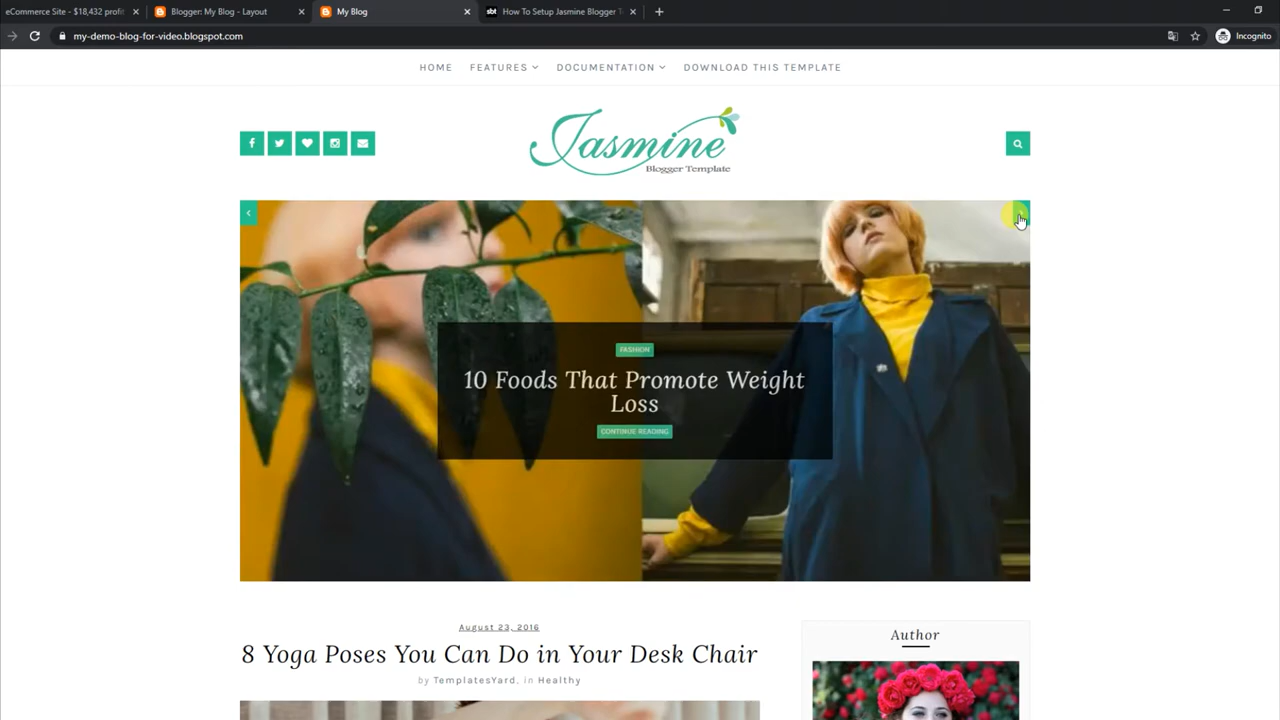 eCommerce Site - $18,432 profit
Blogger: My Blog - Layout
My Blog
sbt How To Setup Jasmine Blogger T
my-demo-blog-for-video.blogspot.com
Incognito
HOME FEATURES DOCUMENTATION DOWNLOAD THIS TEMPLATE
Jasmine
Blogger Template
FASHION
10 Foods That Promote Weight
Loss
CONTINUE READING
August 23, 2016
8 Yoga Poses You Can Do in Your Desk Chair
by TemplatesYard, in Healthy
Author